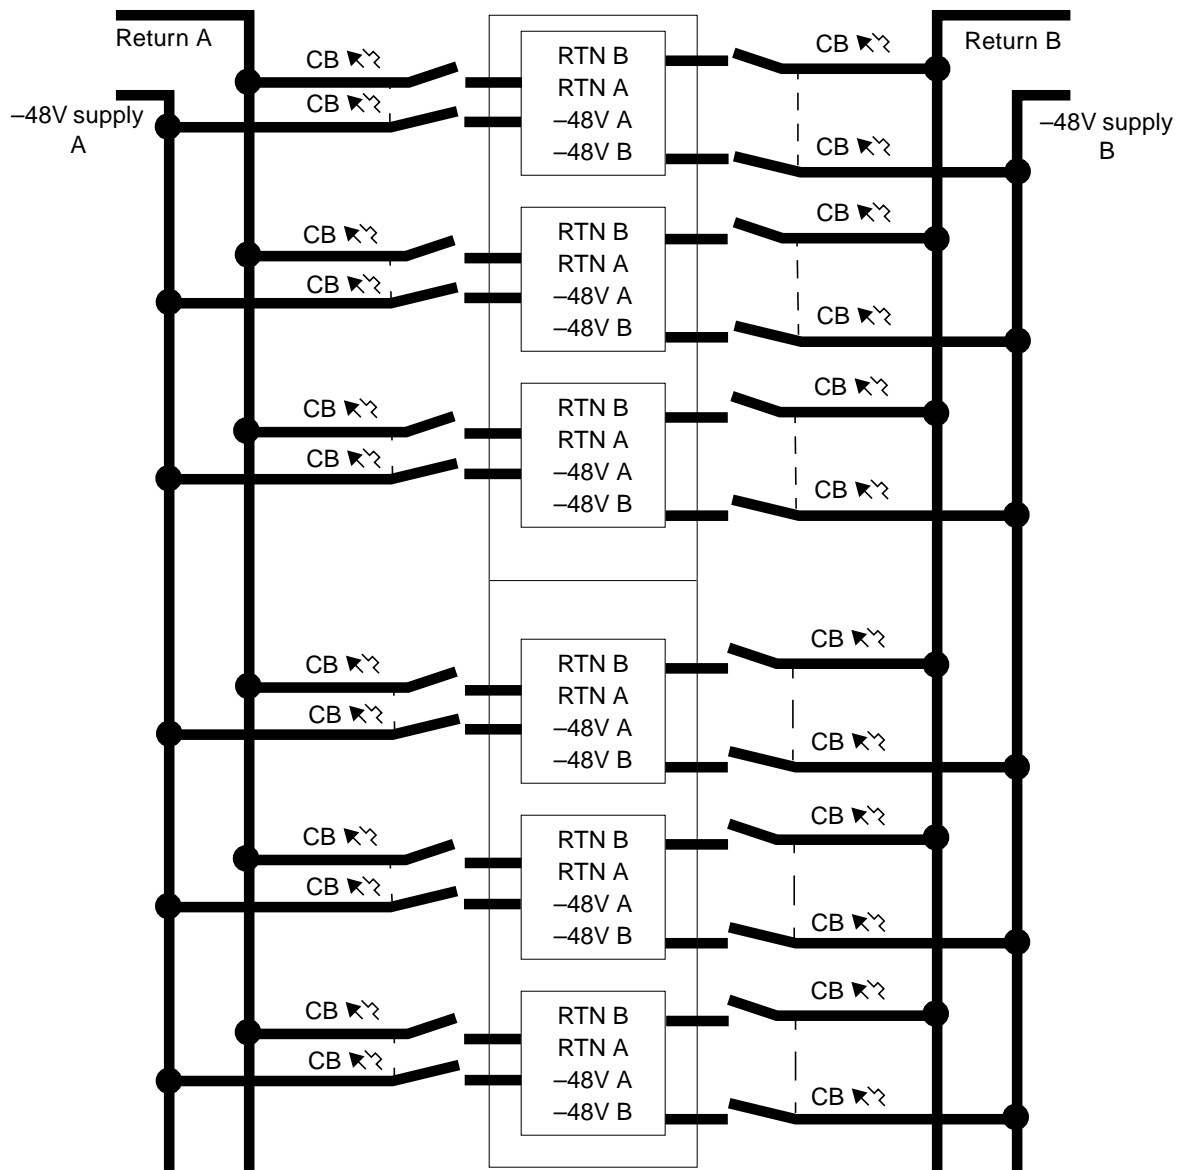 Return A
CB
RTN B
CB
Return B
RTN A
–48V supply
A
CB
–48V A
–48V supply
B
–48V B
CB
CB
RTN B
CB
RTN A
CB
–48V A
–48V B
CB
CB
RTN B
CB
RTN A
CB
–48V A
–48V B
CB
CB
RTN B
CB
RTN A
CB
–48V A
–48V B
CB
CB
RTN B
CB
RTN A
CB
–48V A
–48V B
CB
CB
RTN B
CB
RTN A
CB
–48V A
–48V B
CB